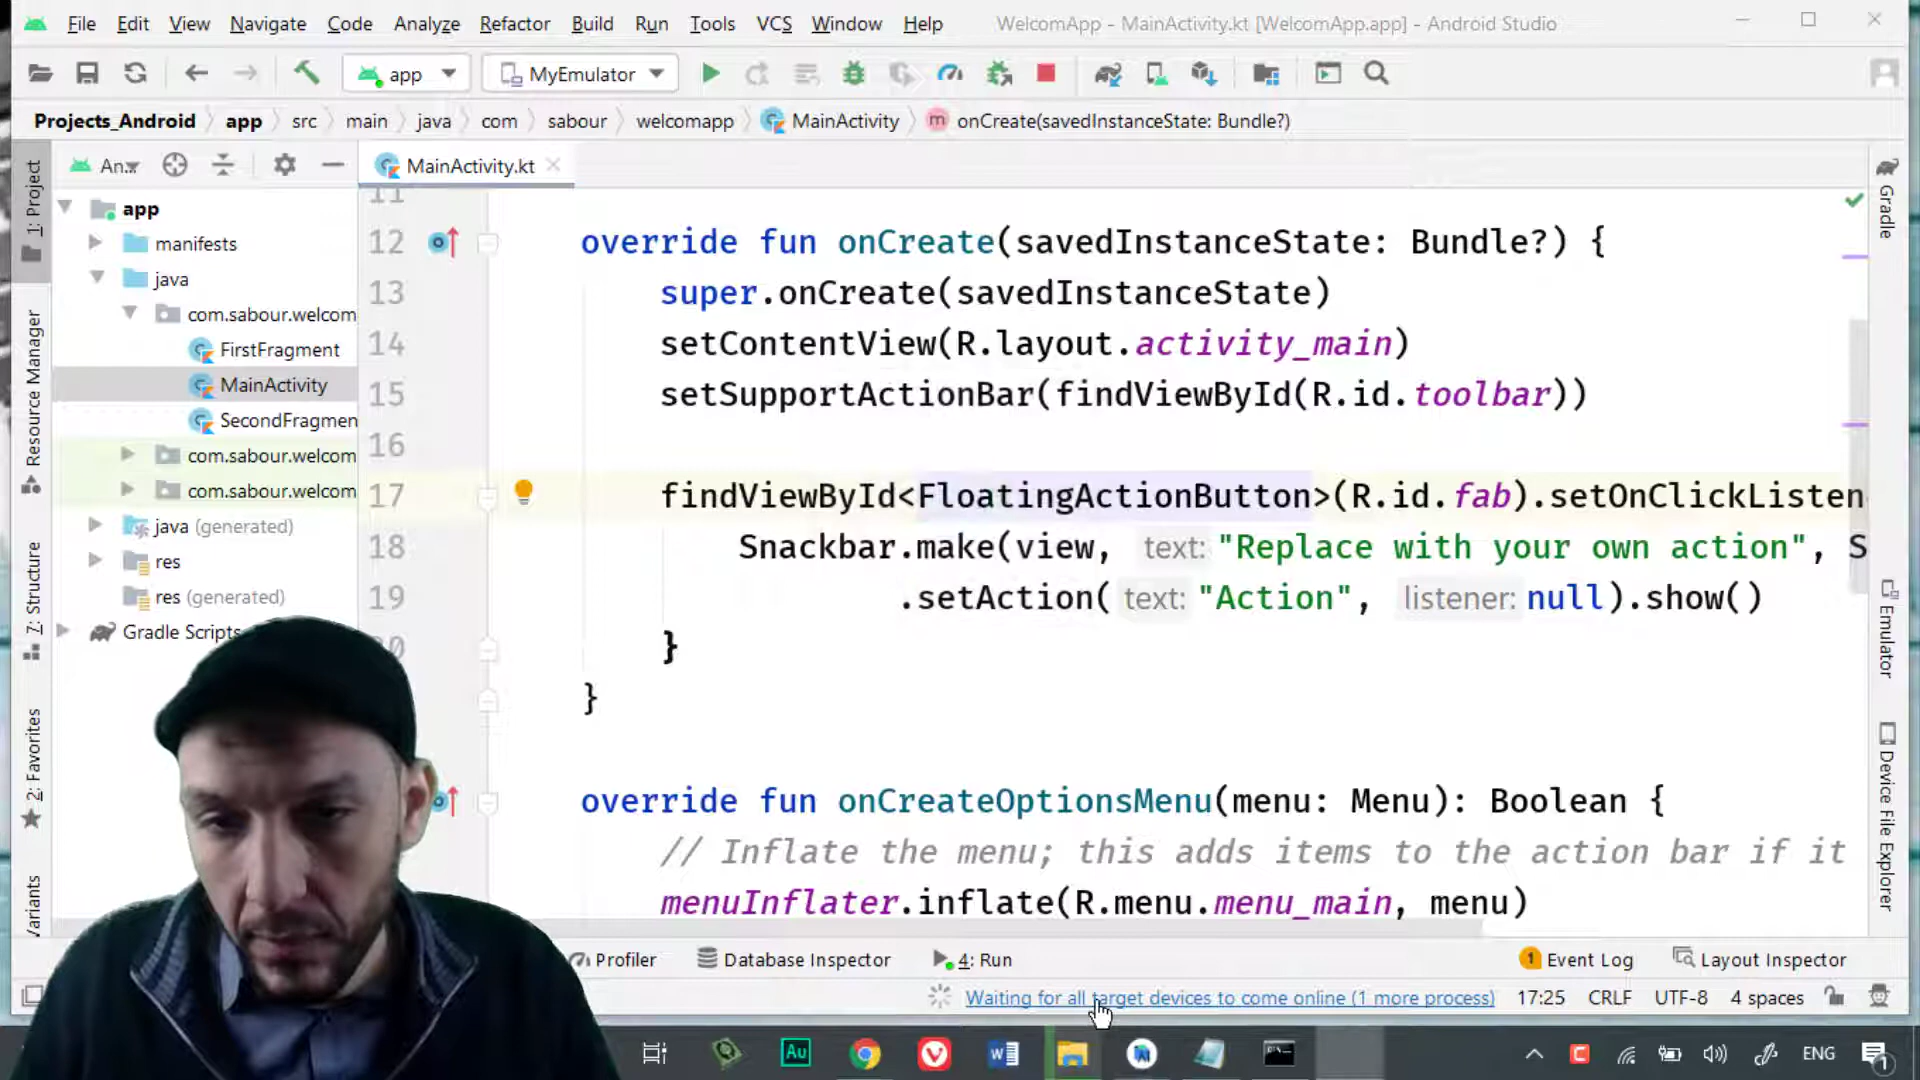 File Edit View Navigate Code Analyze Refactor Build Run Tools VCS Window Help WelcomApp - MainActivity.kt [WelcomApp.app] - Android Studio
app MyEmulator
Projects_Android app src main java com sabour welcomapp MainActivity m onCreate(savedInstanceState: Bundle?)
An... MainActivity.kt
1: Project
Resource Manager
7: Structure
2: Favorites
app
manifests
java
com.sabour.welcom
FirstFragment
MainActivity
SecondFragmen
com.sabour.welcom
com.sabour.welcom
java (generated)
res
res (generated)
Gradle Scripts
11
12 override fun onCreate(savedInstanceState: Bundle?) {
13 super.onCreate(savedInstanceState)
14 setContentView(R.layout.activity_main)
15 setSupportActionBar(findViewById(R.id.toolbar))
16
17 findViewById<FloatingActionButton>(R.id.fab).setOnClickListen
18 Snackbar.make(view, text: "Replace with your own action", S
19 .setAction( text: "Action", listener: null).show()
}
}
override fun onCreateOptionsMenu(menu: Menu): Boolean {
// Inflate the menu; this adds items to the action bar if it
menuInflater.inflate(R.menu.menu_main, menu)
Gradle
Emulator
Device File Explorer
Profiler Database Inspector 4: Run 1 Event Log Layout Inspector
Waiting for all target devices to come online (1 more process) 17:25 CRLF UTF-8 4 spaces
Au ENG 1